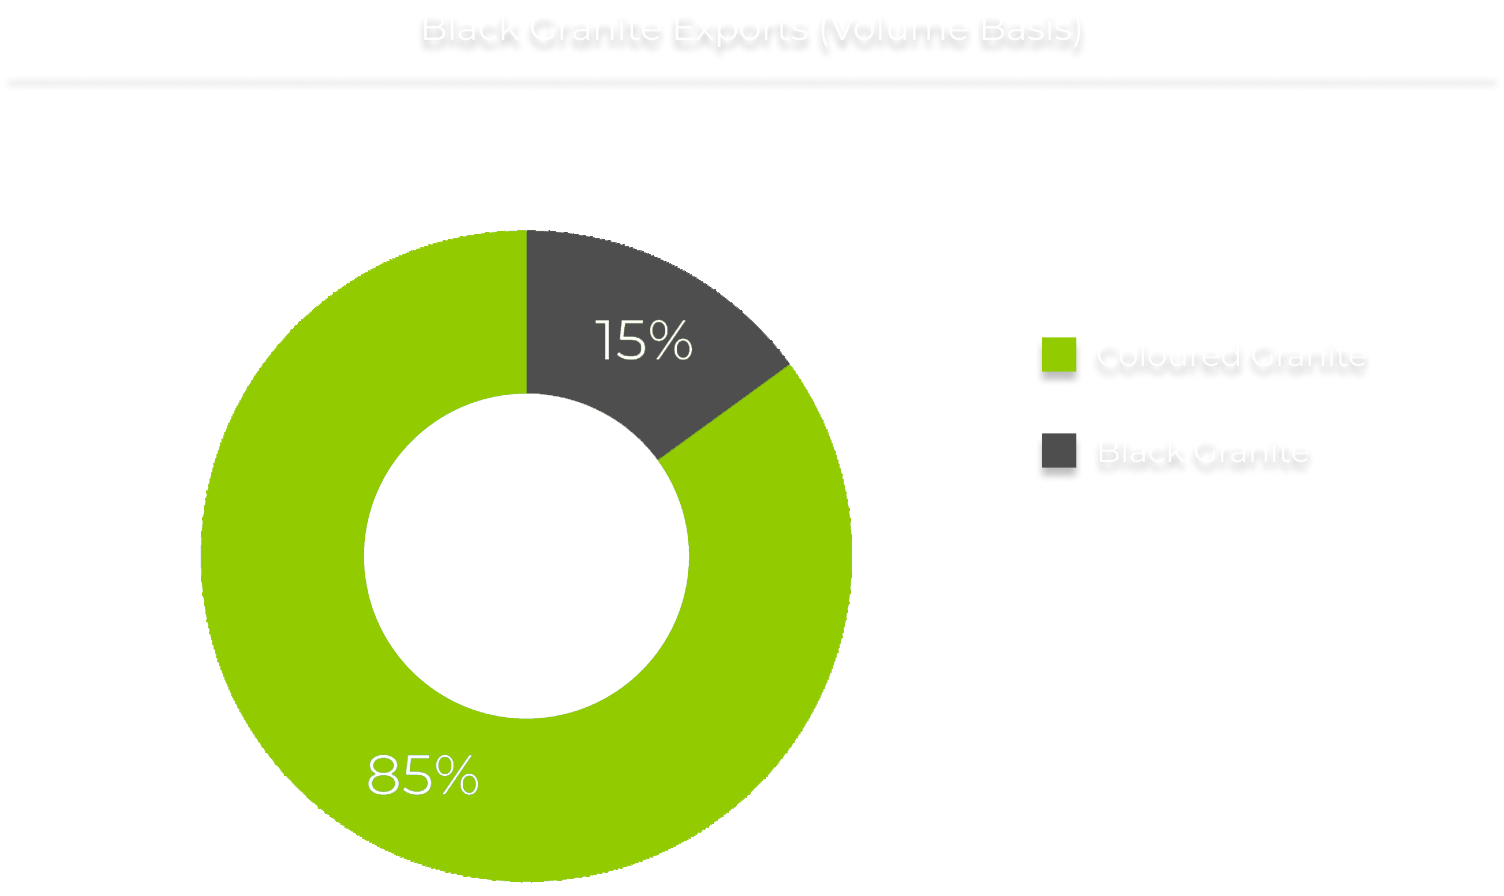 Black Granite Exports (Volume Basis)
15%
Coloured Granite
Black Granite
85%